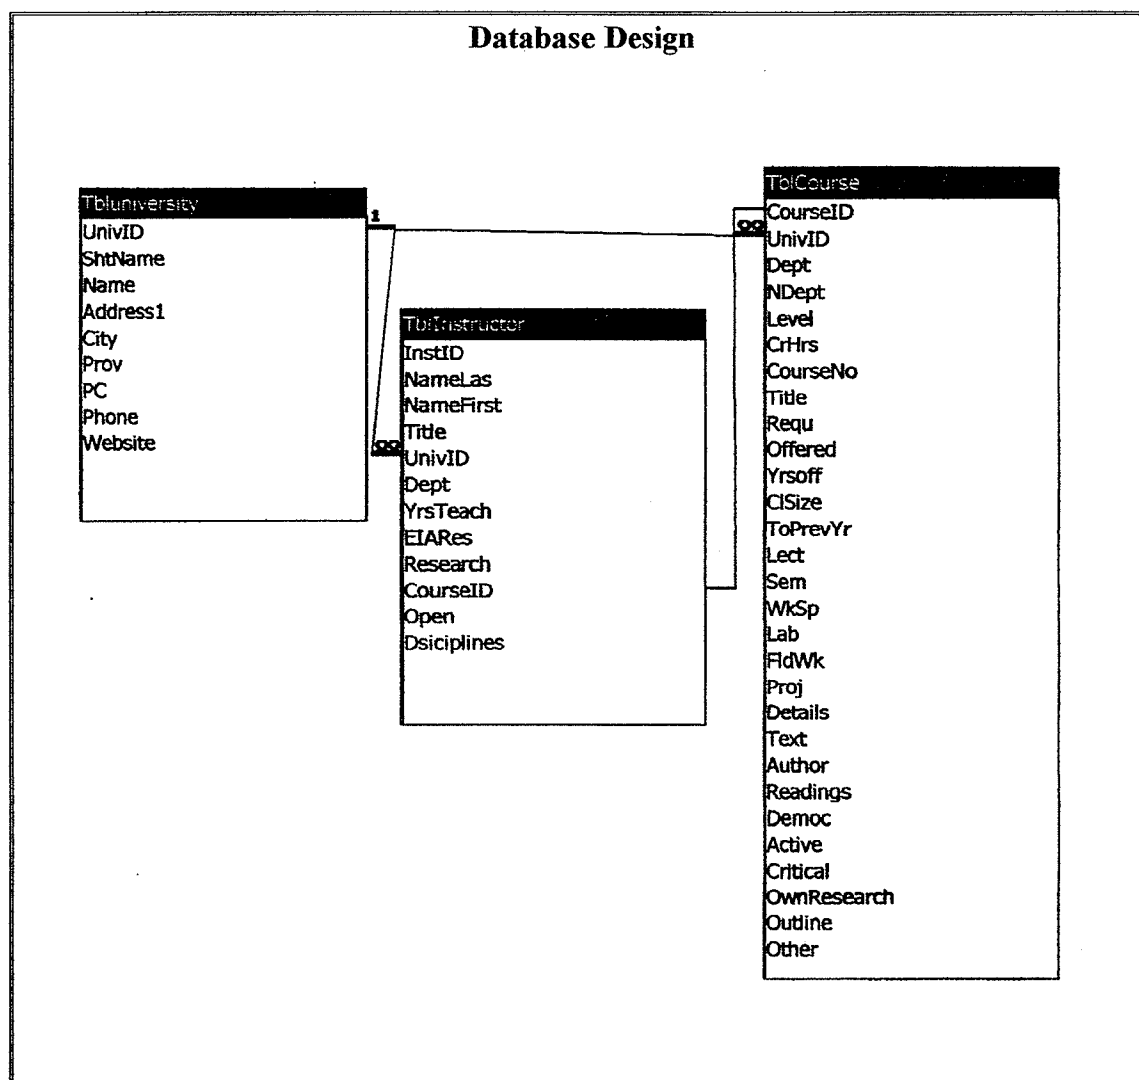 Database Design
Tbluniversity
UnivID
ShtName
Name
Address1
City
Prov
PC
Phone
Website
1
∞
TblInstructor
InstID
NameLas
NameFirst
Title
UnivID
Dept
YrsTeach
EIARes
Research
CourseID
Open
Dsiciplines
∞
TblCourse
CourseID
UnivID
Dept
NDept
Level
CrHrs
CourseNo
Title
Requ
Offered
Yrsoff
ClSize
ToPrevYr
Lect
Sem
WkSp
Lab
FldWk
Proj
Details
Text
Author
Readings
Democ
Active
Critical
OwnResearch
Outline
Other